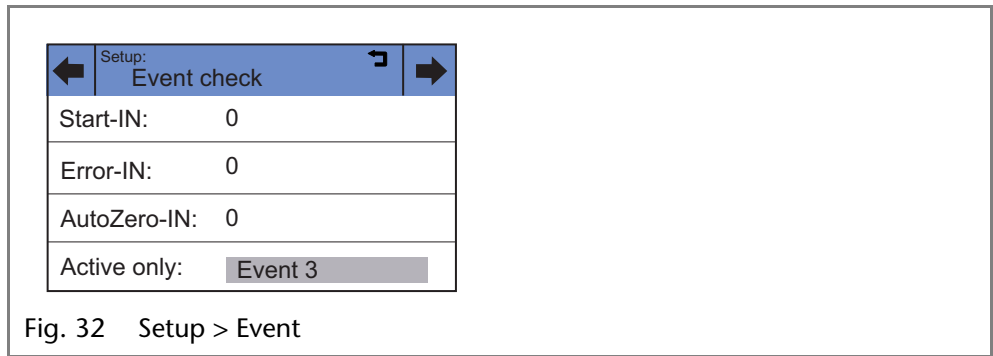 Setup:
Event check
Start-IN: 0
Error-IN: 0
AutoZero-IN: 0
Active only: Event 3
Fig. 32 Setup > Event